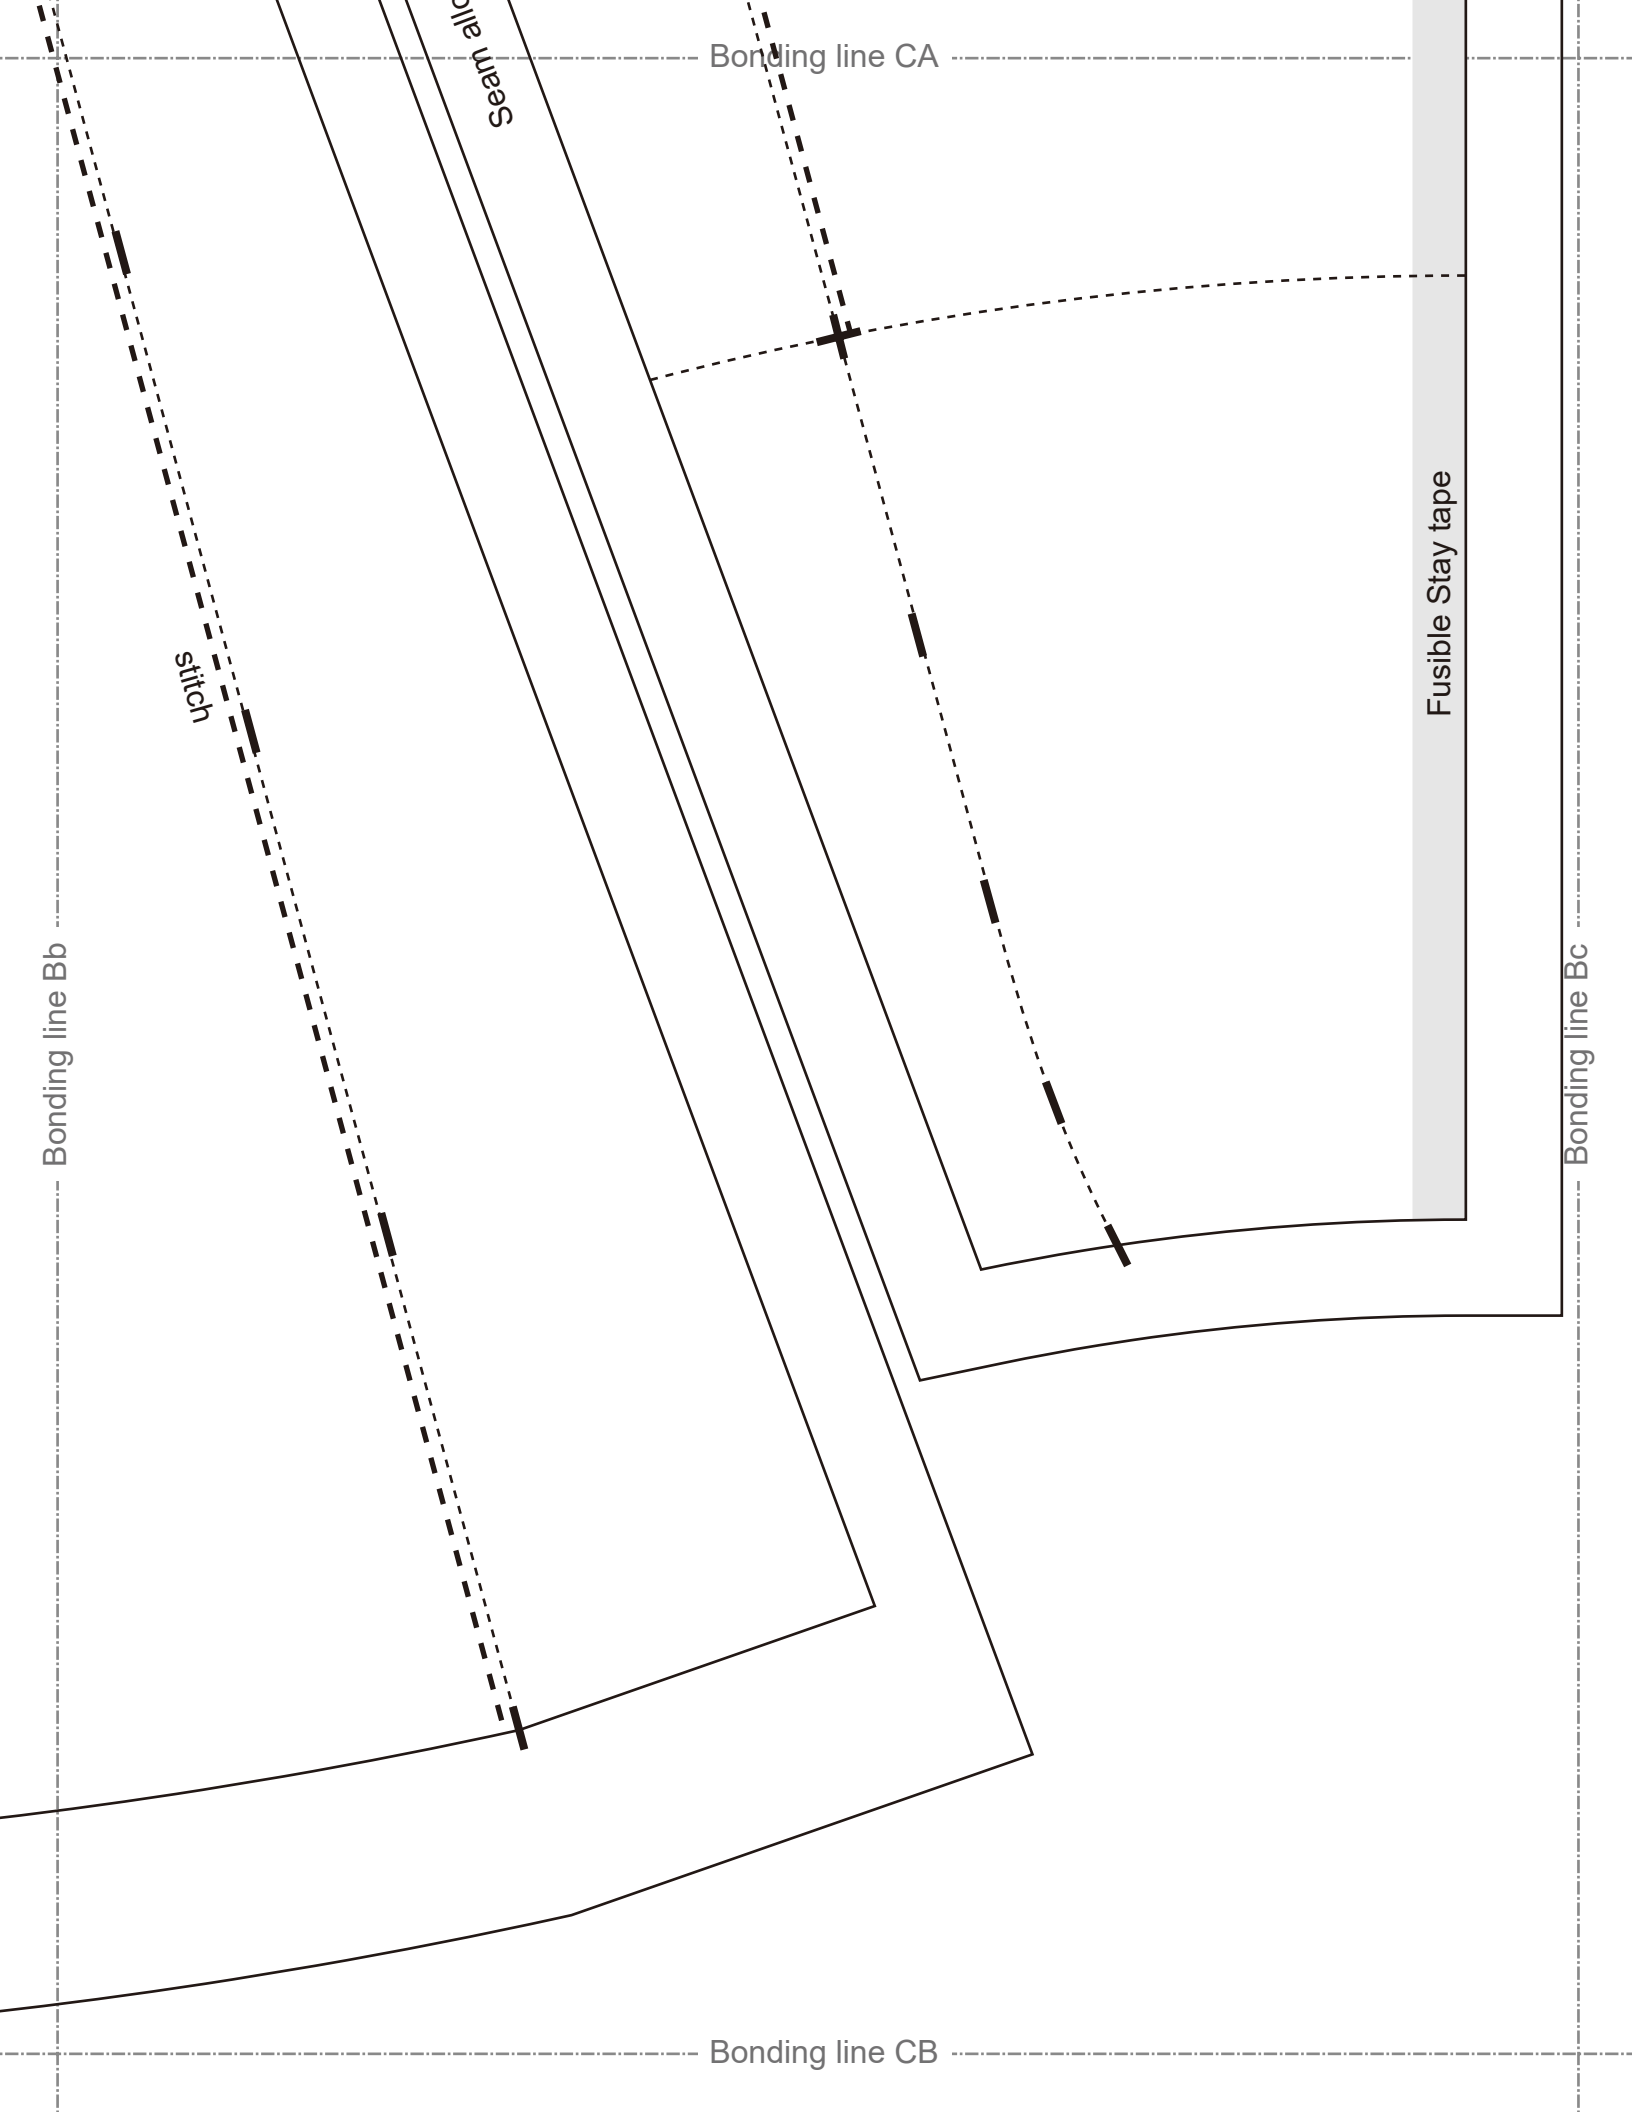 Bonding line CA
Seam allo
Fusible Stay tape
stitch
Bonding line Bb
Bonding line Bc
Bonding line CB